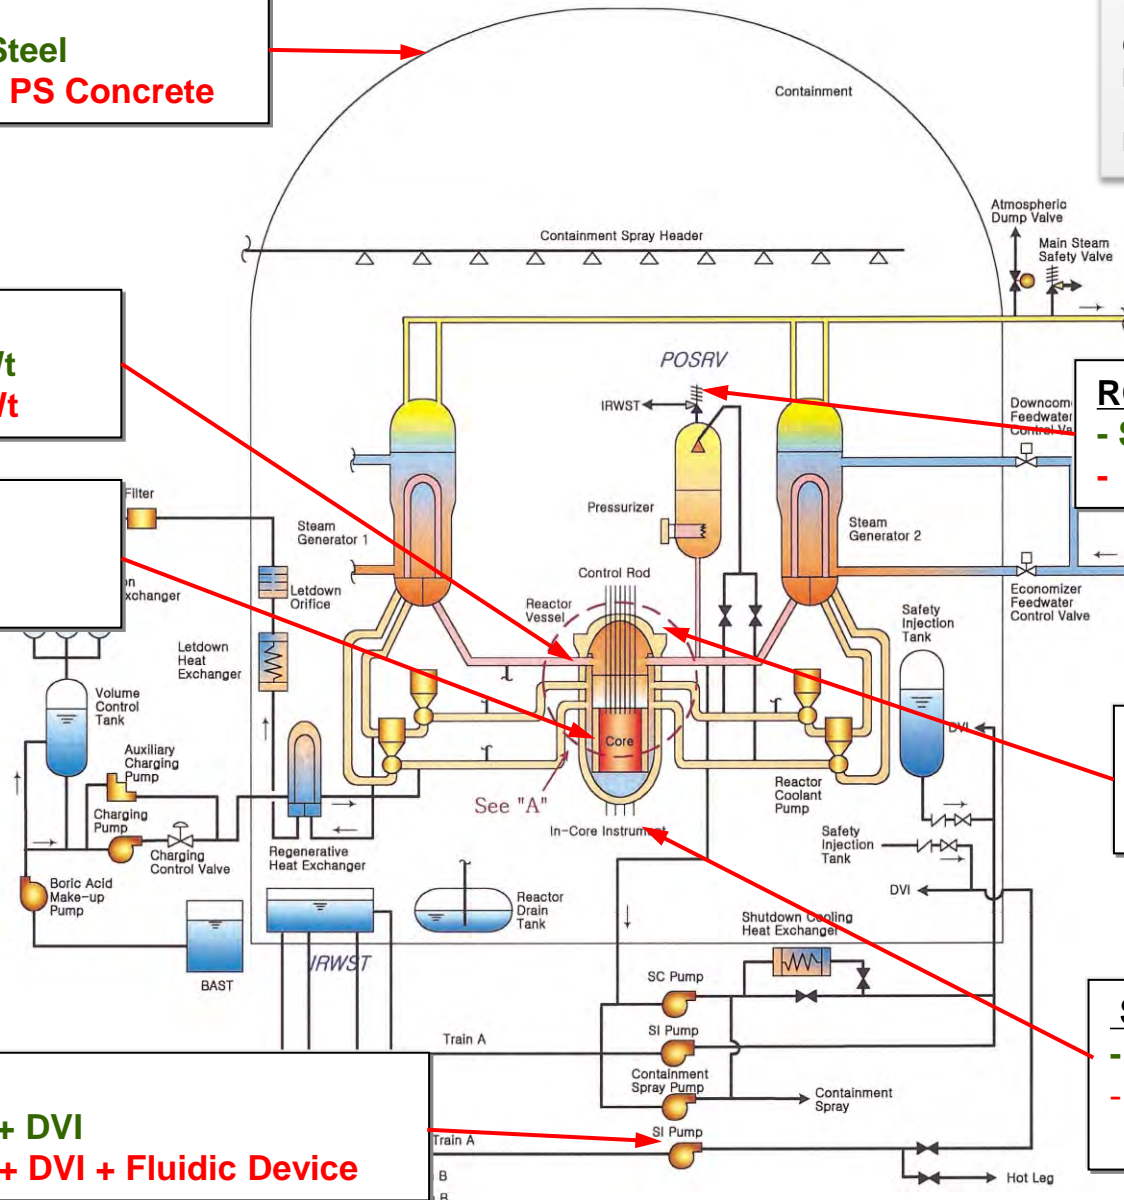 Steel
PS Concrete
Containment
Atmospheric
Dump Valve
Main Steam
Safety Valve
Containment Spray Header
POSRV
IRWST
Downcom
Feedwater
Control Va
- S
-
Filter
Pressurizer
Steam
Generator 1
Steam
Generator 2
Control Rod
Reactor
Vessel
Letdown
Orifice
xchanger
Economizer
Feedwater
Control Valve
Safety
Injection
Tank
Letdown
Heat
Exchanger
Volume
Control
Tank
Auxiliary
Charging
Pump
Charging
Pump
Charging
Control Valve
Core
DVI
See "A"
Reactor
Coolant
Pump
In-Core Instrument
Regenerative
Heat Exchanger
Safety
Injection
Tank
DVI
Boric Acid
Make-up
Pump
Reactor
Drain
Tank
Shutdown Cooling
Heat Exchanger
IRWST
BAST
SC Pump
SI Pump
Train A
Containment
Spray Pump
Containment
Spray
S
-
-
+ DVI
+ DVI + Fluidic Device
Train A
SI Pump
B
B
Hot Leg